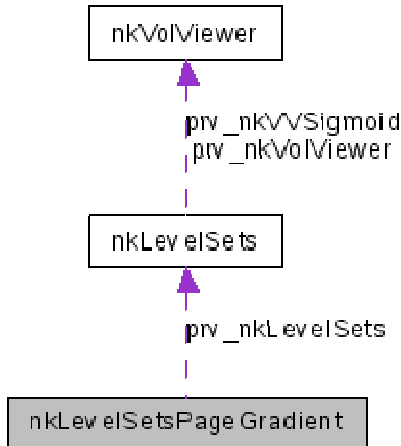 nkVolViewer
prv_nkVVSigmoid
prv_nkVolViewer
nkLevelSets
prv_nkLevelSets
nkLevelSetsPageGradient